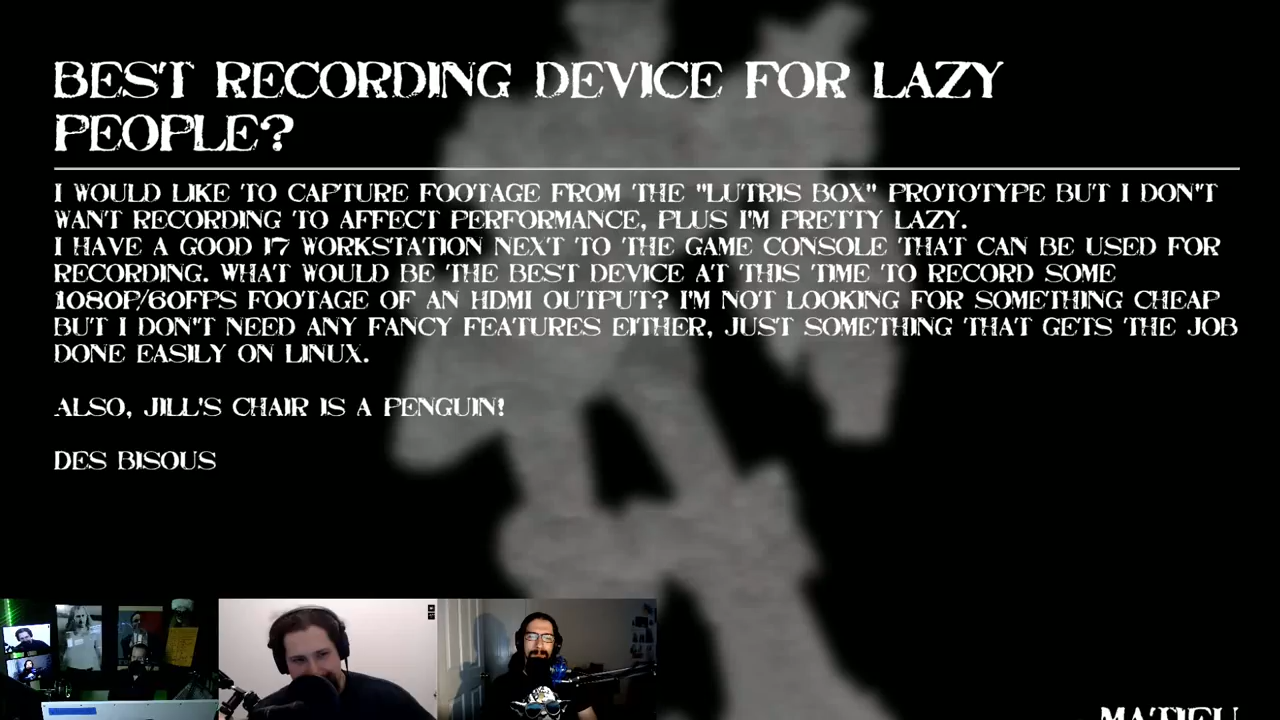 BEST RECORDING DEVICE FOR LAZY
PEOPLE?
I WOULD LIKE TO CAPTURE FOOTAGE FROM THE "LUTRIS BOX" PROTOTYPE BUT I DON'T
WANT RECORDING TO AFFECT PERFORMANCE, PLUS I'M PRETTY LAZY.
I HAVE A GOOD I7 WORKSTATION NEXT TO THE GAME CONSOLE THAT CAN BE USED FOR
RECORDING. WHAT WOULD BE THE BEST DEVICE AT THIS TIME TO RECORD SOME
1080P/60FPS FOOTAGE OF AN HDMI OUTPUT? I'M NOT LOOKING FOR SOMETHING CHEAP
BUT I DON'T NEED ANY FANCY FEATURES EITHER, JUST SOMETHING THAT GETS THE JOB
DONE EASILY ON LINUX.
ALSO, JILL'S CHAIR IS A PENGUIN!
DES BISOUS